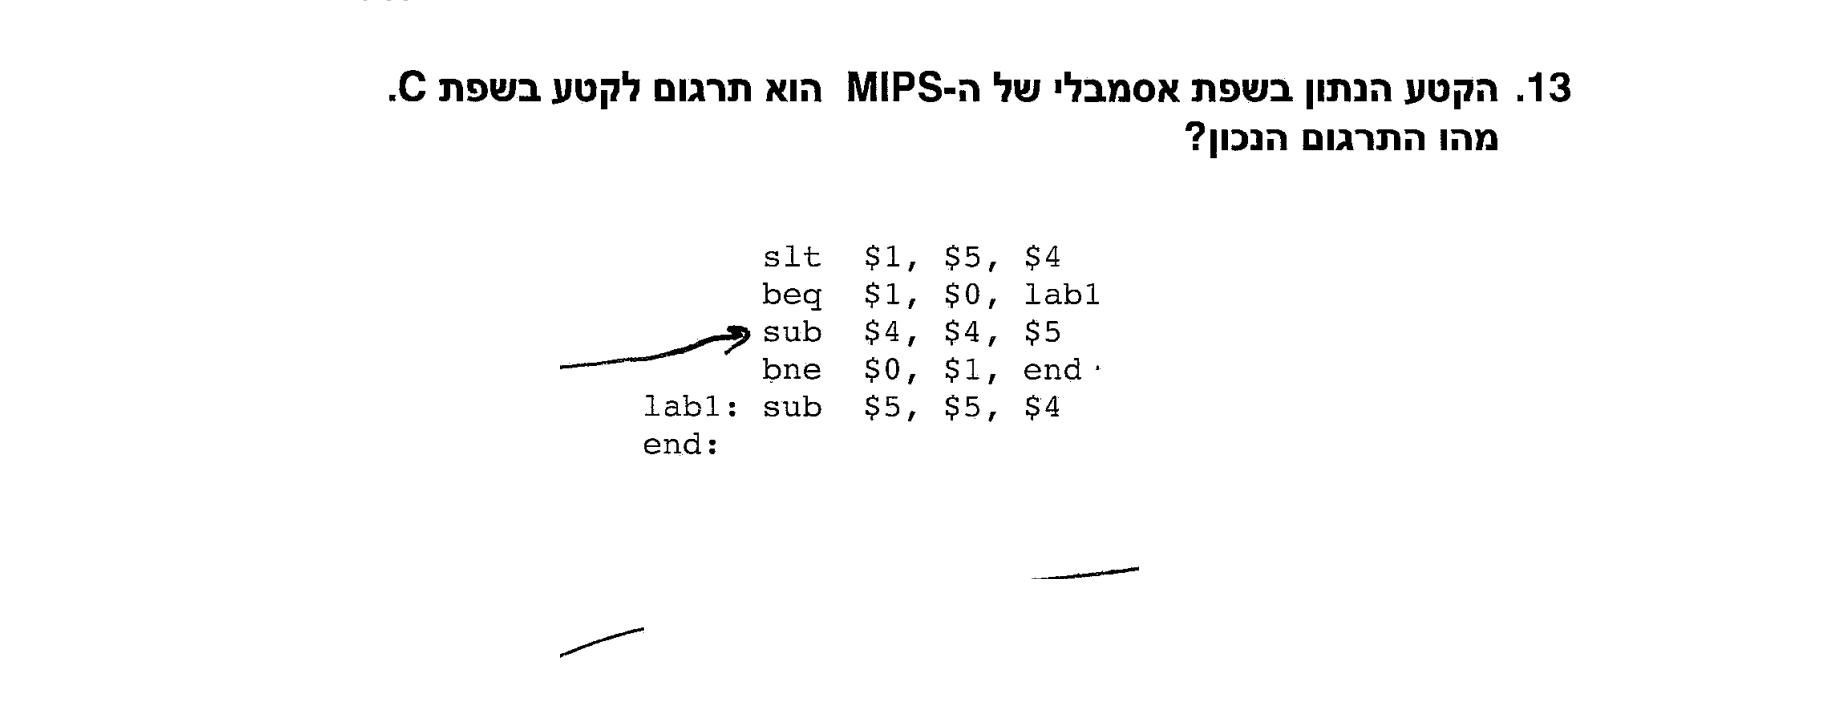 13. הקטע הנתון בשפת אסמבלי של ה-MIPS הוא תרגום לקטע בשפת C.
מהו התרגום הנכון?
slt $1, $5, $4
beq $1, $0, lab1
sub $4, $4, $5
bne $0, $1, end
lab1: sub $5, $5, $4
end: